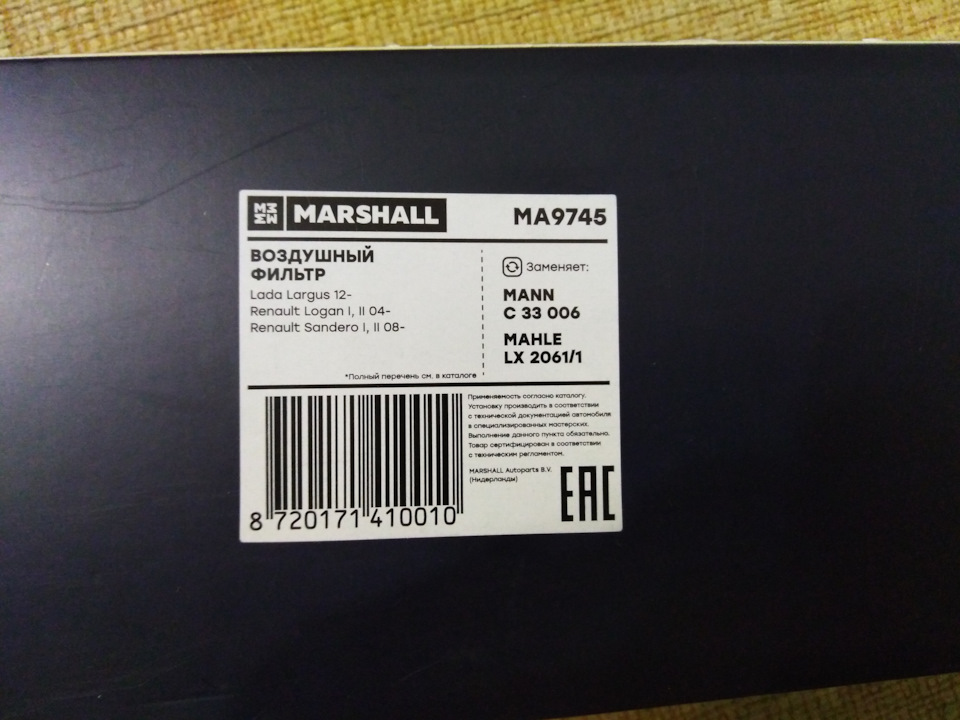 MARSHALL
MA9745
ВОЗДУШНЫЙ
ФИЛЬТР
Lada Largus 12-
Renault Logan I, II 04-
Renault Sandero I, II 08-
*Полный перечень см. в каталоге
Заменяет:
MANN
C 33 006
MAHLE
LX 2061/1
8 720171 410010
Применяемость согласно каталогу.
Установку производить в соответствии
с технической документацией автомобиля
в специализированных мастерских.
Выполнение данного пункта обязательно.
Товар сертифицирован в соответствии
с техническим регламентом.
MARSHALL Autoparts B.V.
(Нидерланды)
EAC